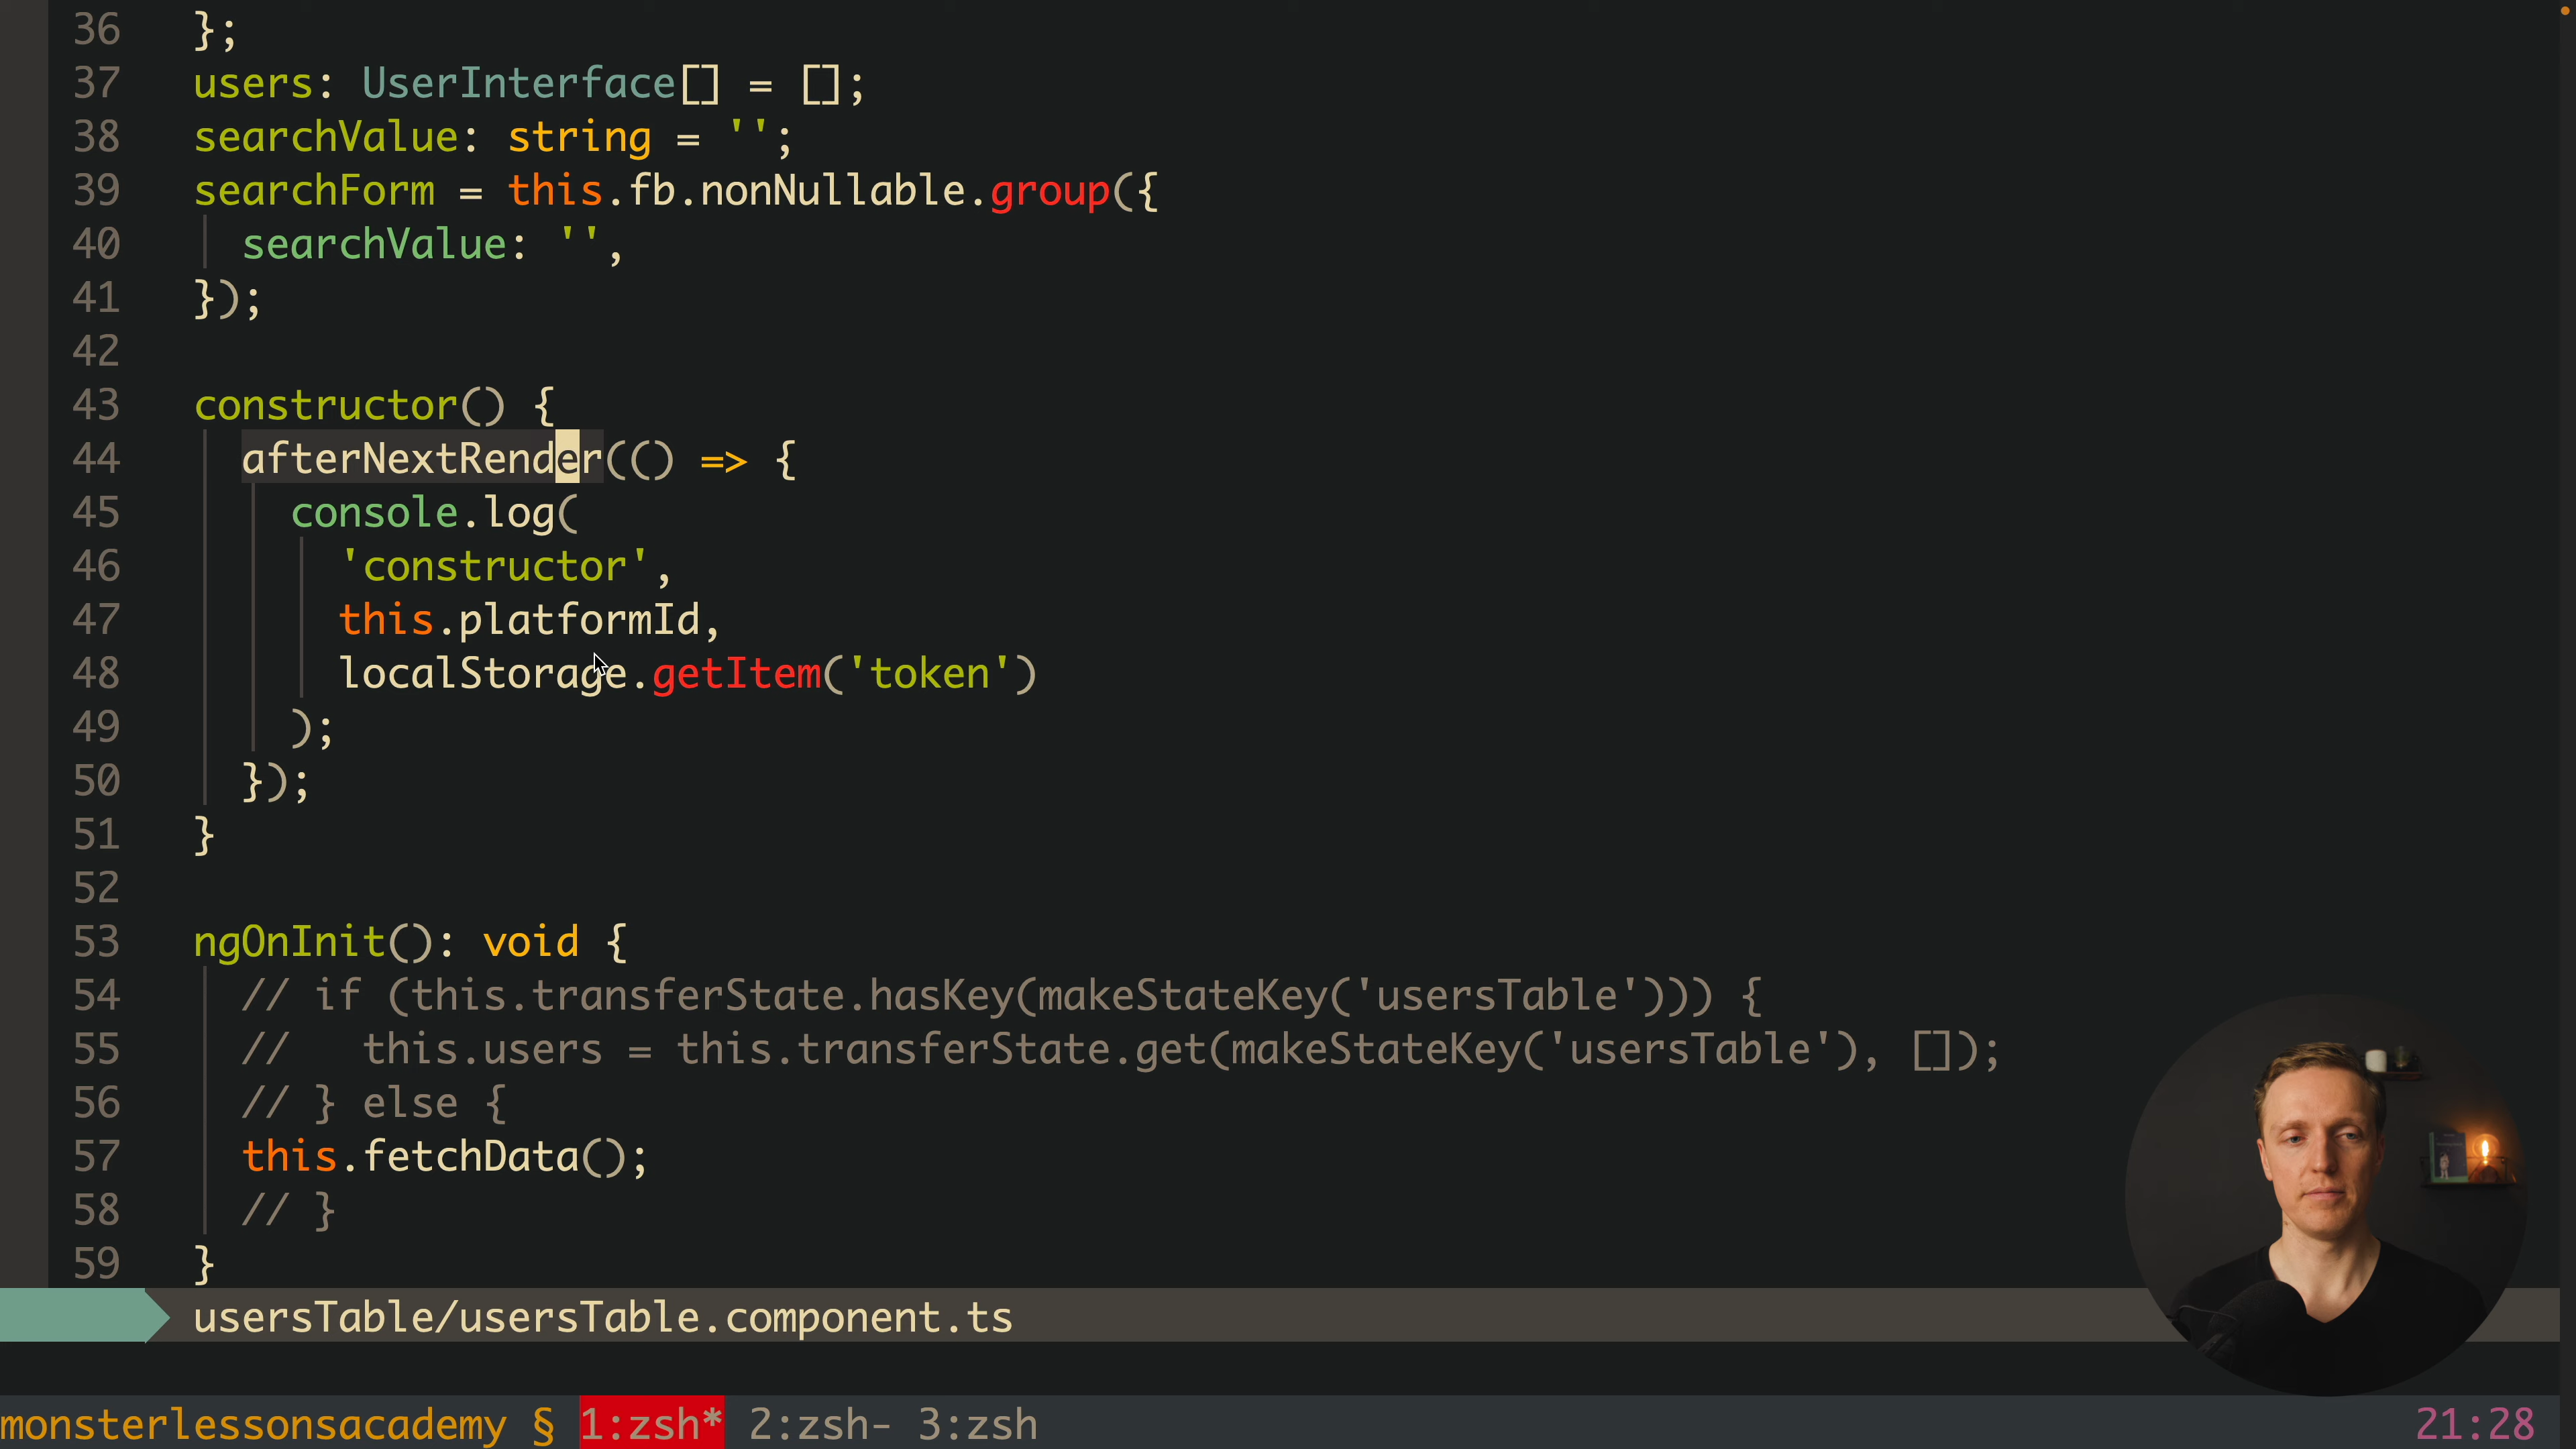 36 };
37 users: UserInterface[] = [];
38 searchValue: string = '';
39 searchForm = this.fb.nonNullable.group({
40 searchValue: '',
41 });
42
43 constructor() {
44 afterNextRender(() => {
45 console.log(
46 'constructor',
47 this.platformId,
48 localStorage.getItem('token')
49 );
50 });
51 }
52
53 ngOnInit(): void {
54 // if (this.transferState.hasKey(makeStateKey('usersTable'))) {
55 //   this.users = this.transferState.get(makeStateKey('usersTable'), []);
56 // } else {
57 this.fetchData();
58 // }
59 }
usersTable/usersTable.component.ts
monsterlessonsacademy § 1:zsh* 2:zsh- 3:zsh 21:28